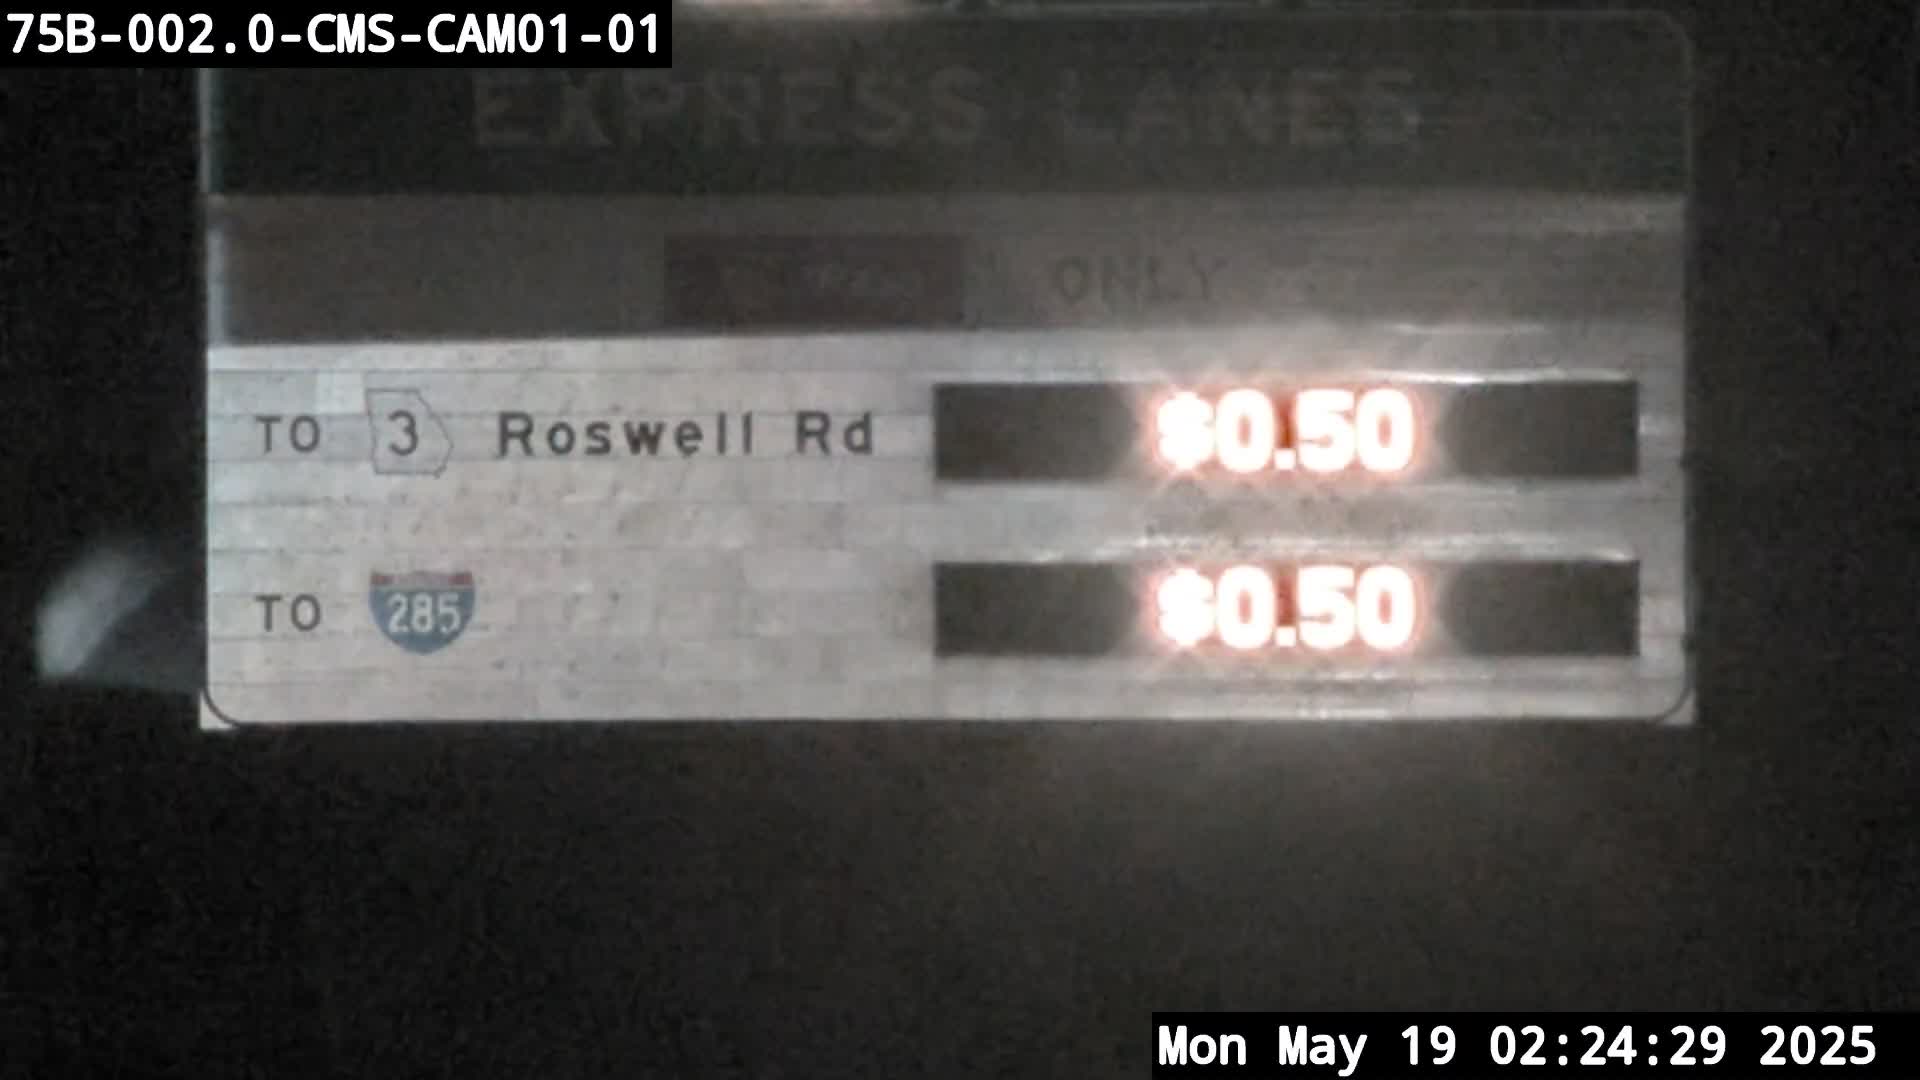 75B-002.0-CMS-CAM01-01
EXPRESS LANES
ONLY
TO 3 Roswell Rd $0.50
TO 285 $0.50
Mon May 19 02:24:29 2025